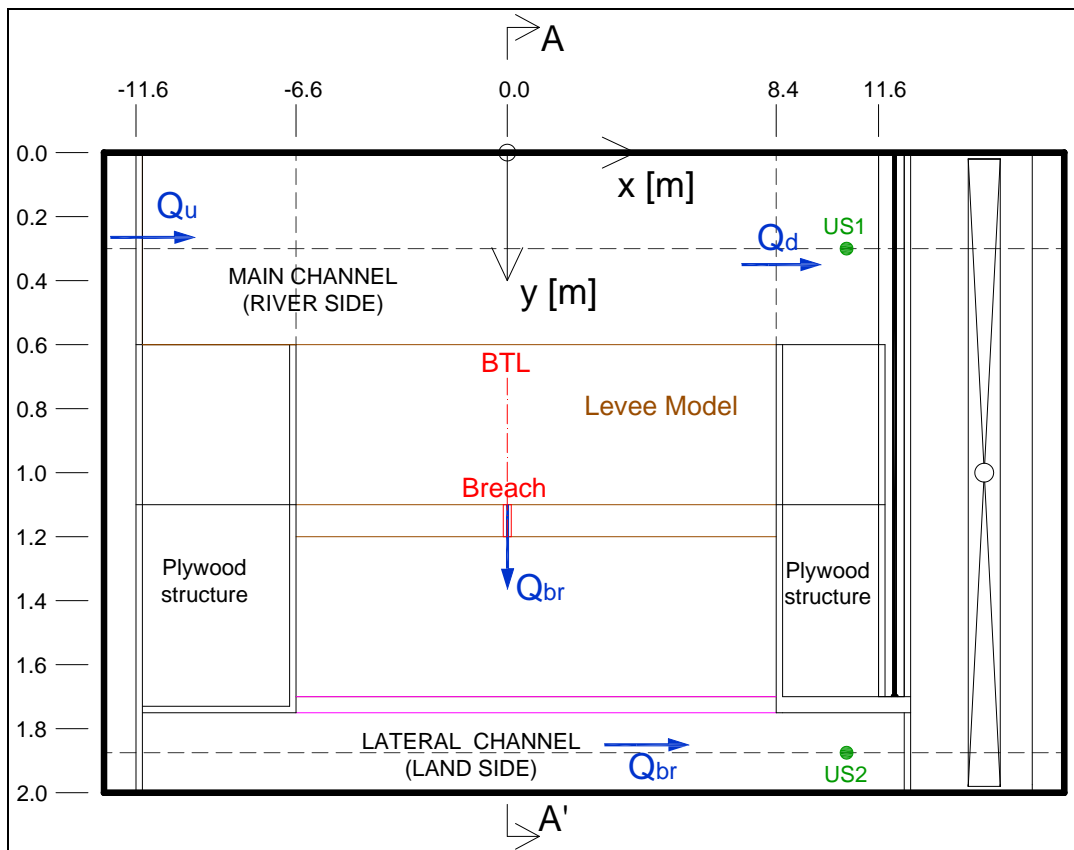 A
-11.6 -6.6 0.0 8.4 11.6
0.0
x [m]
0.2
Qu
US1
Qd
0.4
MAIN CHANNEL
(RIVER SIDE)
y [m]
0.6
BTL
0.8
Levee Model
1.0
Breach
1.2
Plywood
structure
Qbr
Plywood
structure
1.4
1.6
1.8
LATERAL CHANNEL
(LAND SIDE)
Qbr
US2
2.0
A'